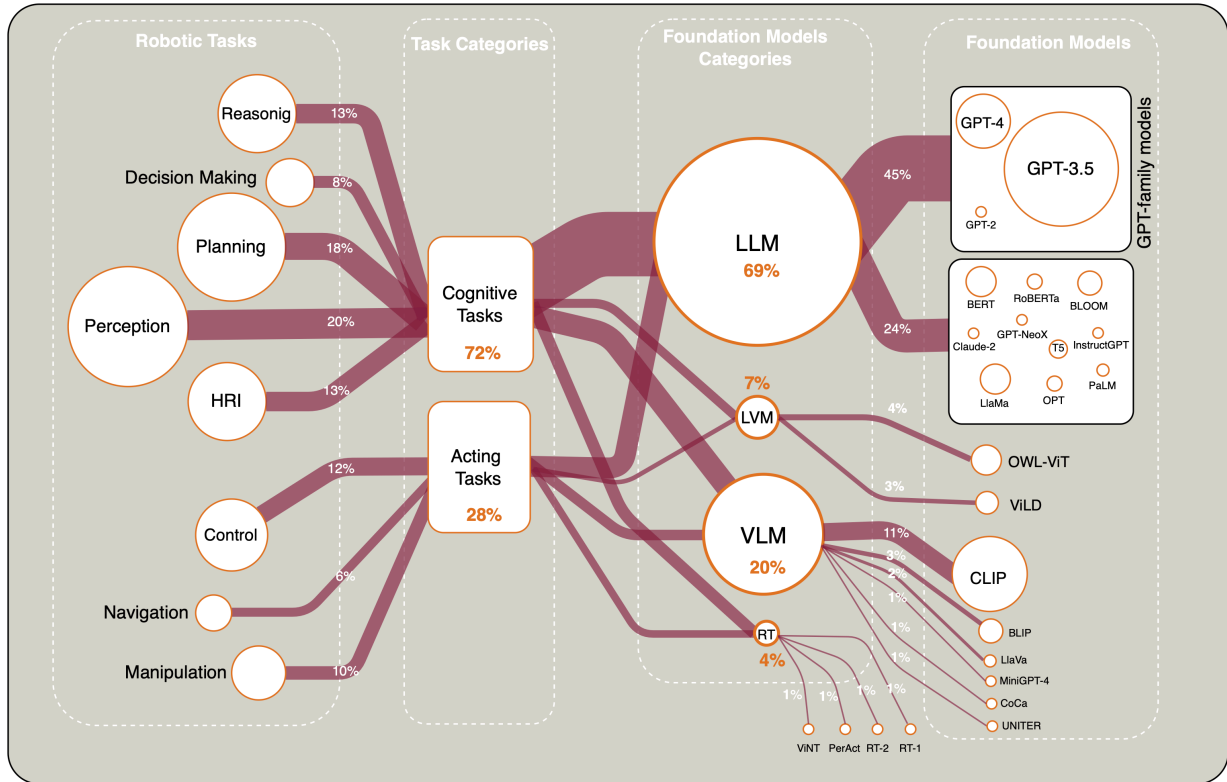 Robotic Tasks
Task Categories
Foundation Models
Categories
Foundation Models
Reasonig
13%
Decision Making
8%
Planning
18%
Perception
20%
HRI
13%
Control
12%
Navigation
6%
Manipulation
10%
Cognitive
Tasks
72%
Acting
Tasks
28%
LLM
69%
7%
LVM
VLM
20%
RT
4%
45%
24%
4%
3%
11%
3%
2%
1%
1%
1%
1%
1%
1%
1%
GPT-4
GPT-3.5
GPT-2
GPT-family models
BERT
RoBERTa
BLOOM
Claude-2
GPT-NeoX
T5
InstructGPT
LlaMa
OPT
PaLM
OWL-ViT
ViLD
CLIP
BLIP
LlaVa
MiniGPT-4
CoCa
UNITER
ViNT
PerAct
RT-2
RT-1